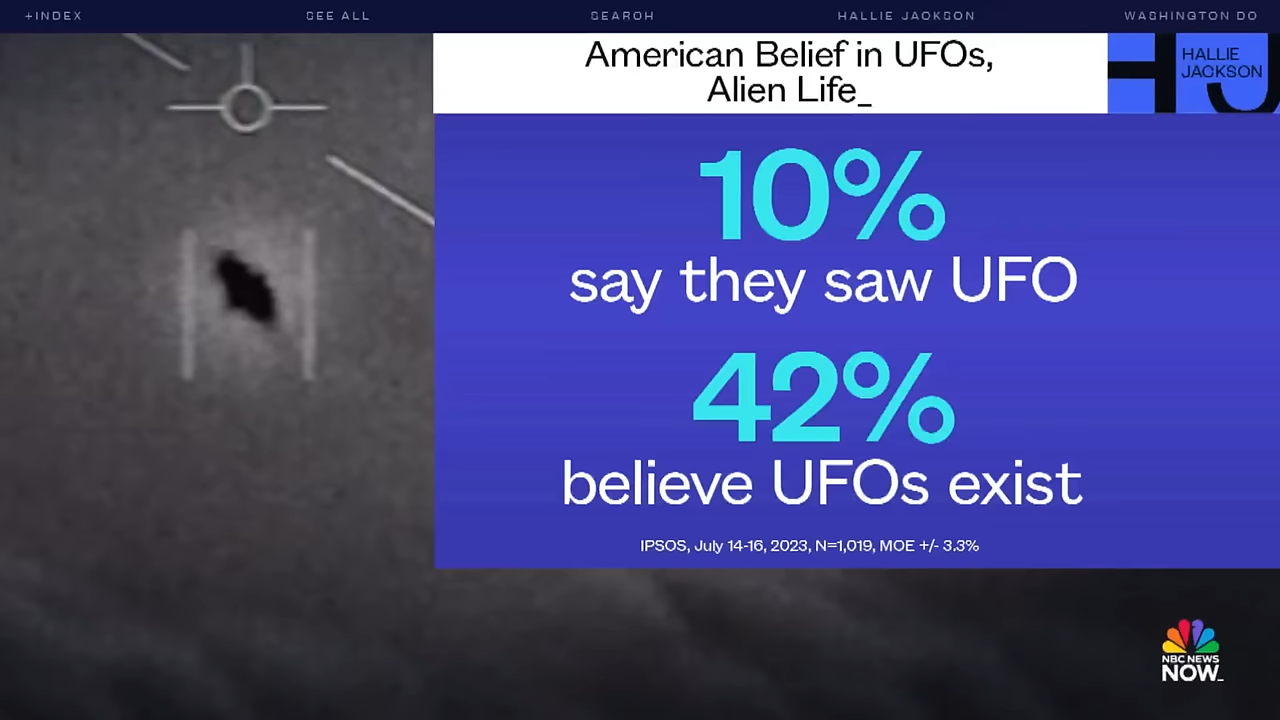 +INDEX
SEE ALL
SEARCH
HALLIE JACKSON
WASHINGTON DC
American Belief in UFOs,
Alien Life_
HALLIE
JACKSON
HJ
10%
say they saw UFO
42%
believe UFOs exist
IPSOS, July 14-16, 2023, N=1,019, MOE +/- 3.3%
NBC NEWS
NOW_